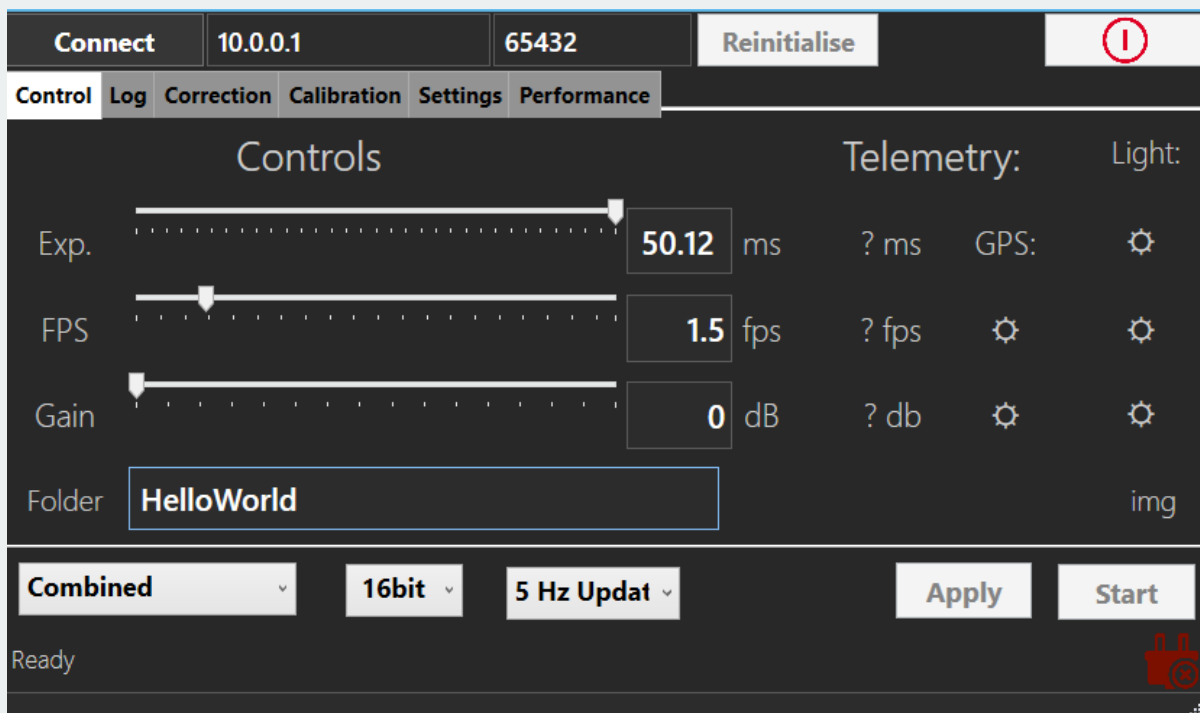 Connect 10.0.0.1 65432 Reinitialise
Control Log Correction Calibration Settings Performance
Controls Telemetry: Light:
Exp. 50.12 ms ? ms GPS:
FPS 1.5 fps ? fps
Gain 0 dB ? db
Folder HelloWorld img
Combined 16bit 5 Hz Updat Apply Start
Ready